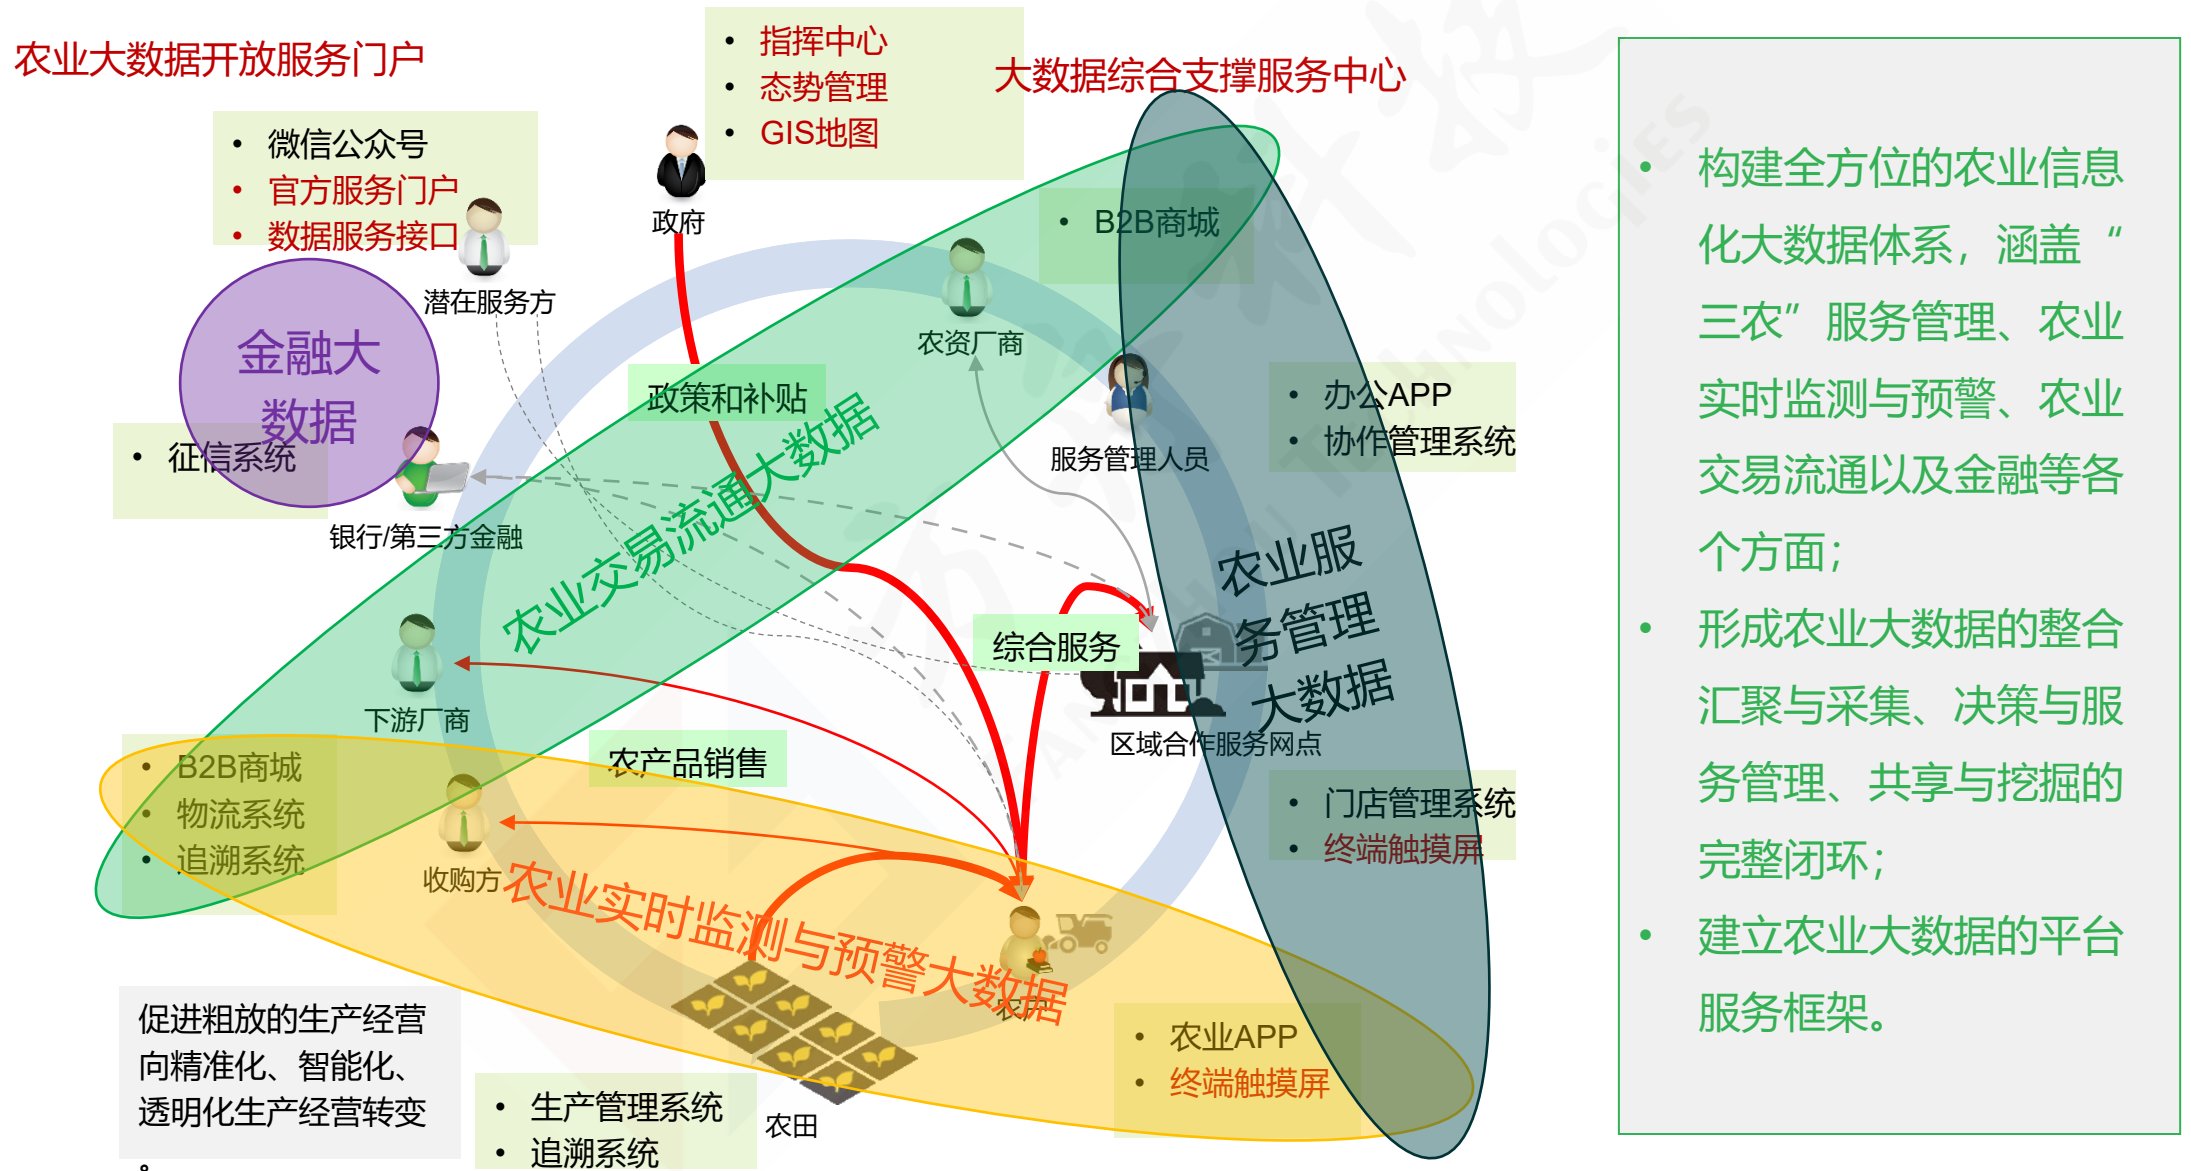 农业大数据开放服务门户
• 微信公众号
• 官方服务门户
• 数据服务接口
潜在服务方
政府
• 指挥中心
• 态势管理
• GIS地图
大数据综合支撑服务中心
• B2B商城
农资厂商
服务管理人员
• 办公APP
• 协作管理系统
金融大
数据
• 征信系统
银行/第三方金融
政策和补贴
农业交易流通大数据
综合服务
农业服
务管理
大数据
区域合作服务网点
• 门店管理系统
• 终端触摸屏
下游厂商
农产品销售
• B2B商城
• 物流系统
• 追溯系统
收购方
农业实时监测与预警大数据
农户
• 农业APP
• 终端触摸屏
农田
• 生产管理系统
• 追溯系统
促进粗放的生产经营
向精准化、智能化、
透明化生产经营转变
。
• 构建全方位的农业信息
化大数据体系，涵盖“
三农”服务管理、农业
实时监测与预警、农业
交易流通以及金融等各
个方面；
• 形成农业大数据的整合
汇聚与采集、决策与服
务管理、共享与挖掘的
完整闭环；
• 建立农业大数据的平台
服务框架。